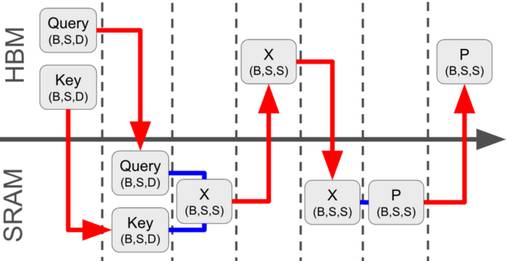 HBM
Query
(B,S,D)
Key
(B,S,D)
X
(B,S,S)
P
(B,S,S)
SRAM
Query
(B,S,D)
Key
(B,S,D)
X
(B,S,S)
X
(B,S,S)
P
(B,S,S)